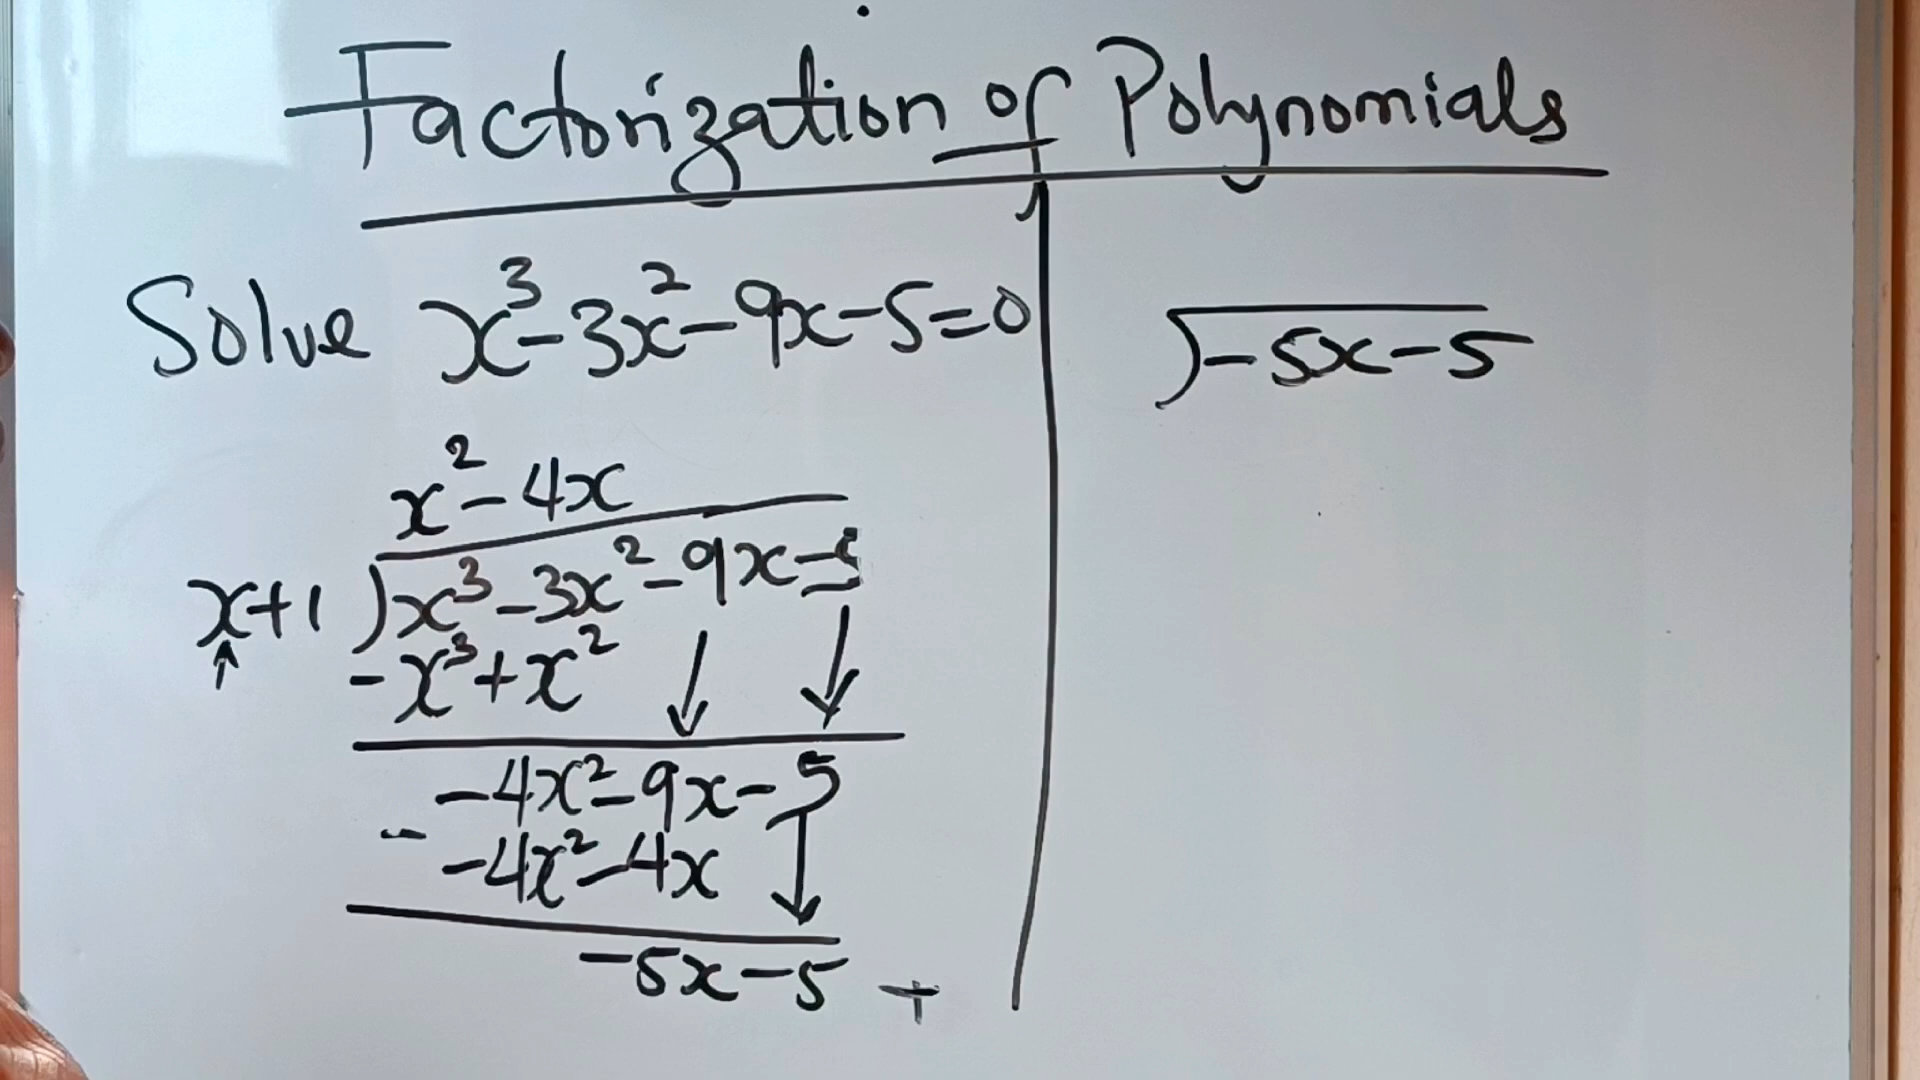 Factorization of Polynomials
Solve x³-3x²-9x-5=0
x²-4x
x+1)x³-3x²-9x-5
-x³+x²
-4x²-9x-5
- -4x²-4x
-5x-5
+
)-5x-5